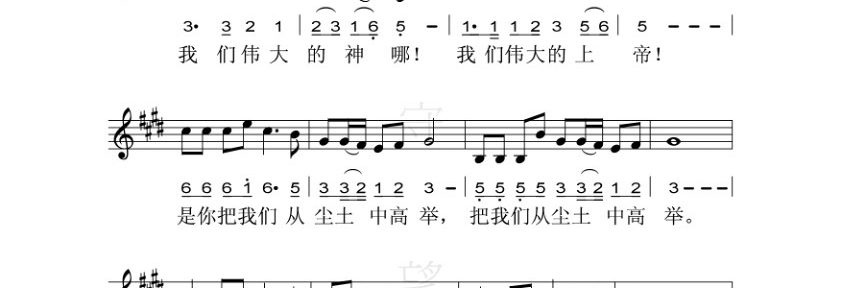 3· 3 2 1 | 2 3 1 6 5 – | 1· 1 1 2 3 5 6 | 5 – – – |
我 们 伟 大 的 神 哪！ 我 们 伟 大 的 上 帝！
6 6 6 1 6· 5 | 3 3 2 1 2 3 – | 5 5 5 5 3 3 2 1 2 | 3 – – – |
是你把我们 从 尘土 中高 举， 把我们从尘土 中高 举。